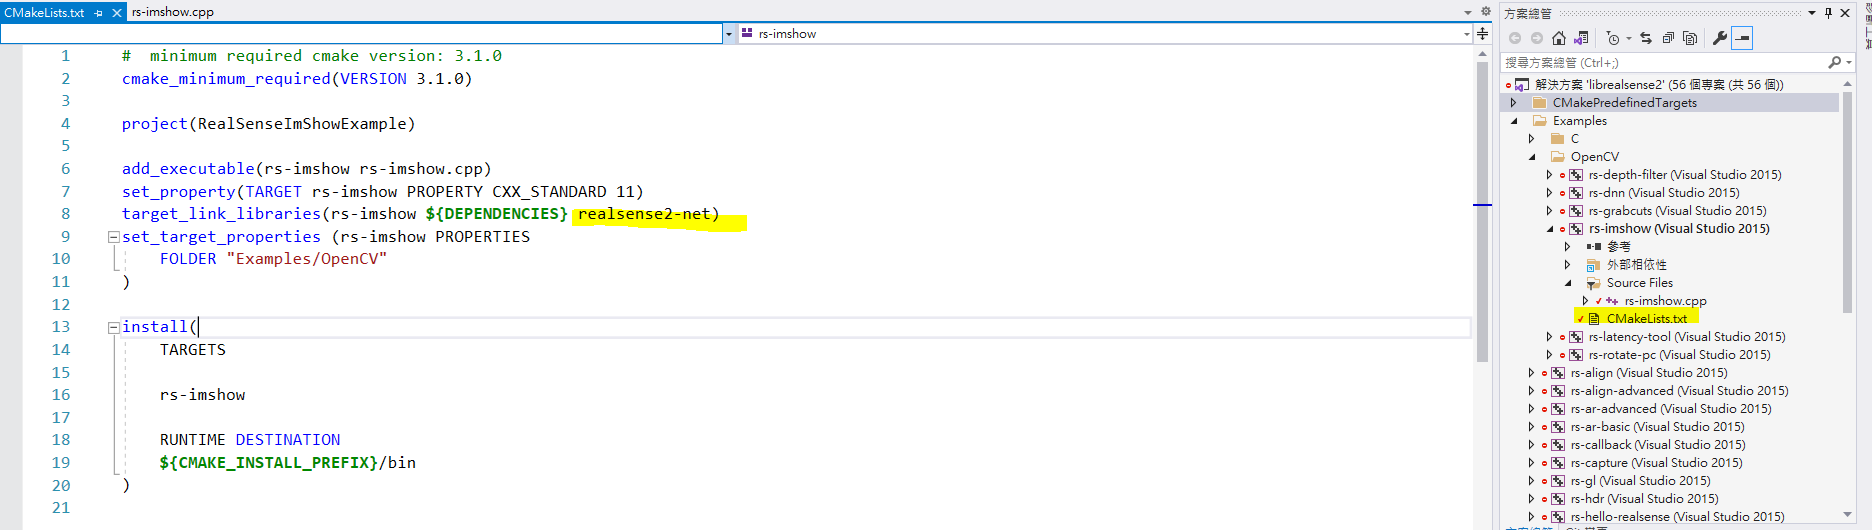 CMakeLists.txt
rs-imshow.cpp
rs-imshow
1 # minimum required cmake version: 3.1.0
2 cmake_minimum_required(VERSION 3.1.0)
3
4 project(RealSenseImShowExample)
5
6 add_executable(rs-imshow rs-imshow.cpp)
7 set_property(TARGET rs-imshow PROPERTY CXX_STANDARD 11)
8 target_link_libraries(rs-imshow ${DEPENDENCIES} realsense2-net)
9 set_target_properties (rs-imshow PROPERTIES
10 FOLDER "Examples/OpenCV"
11 )
12
13 install(
14 TARGETS
15
16 rs-imshow
17
18 RUNTIME DESTINATION
19 ${CMAKE_INSTALL_PREFIX}/bin
20 )
21
方案總管
搜尋方案總管 (Ctrl+;)
解決方案 'librealsense2' (56 個專案 (共 56 個))
CMakePredefinedTargets
Examples
C
OpenCV
rs-depth-filter (Visual Studio 2015)
rs-dnn (Visual Studio 2015)
rs-grabcuts (Visual Studio 2015)
rs-imshow (Visual Studio 2015)
參考
外部相依性
Source Files
rs-imshow.cpp
CMakeLists.txt
rs-latency-tool (Visual Studio 2015)
rs-rotate-pc (Visual Studio 2015)
rs-align (Visual Studio 2015)
rs-align-advanced (Visual Studio 2015)
rs-ar-advanced (Visual Studio 2015)
rs-ar-basic (Visual Studio 2015)
rs-callback (Visual Studio 2015)
rs-capture (Visual Studio 2015)
rs-gl (Visual Studio 2015)
rs-hdr (Visual Studio 2015)
rs-hello-realsense (Visual Studio 2015)